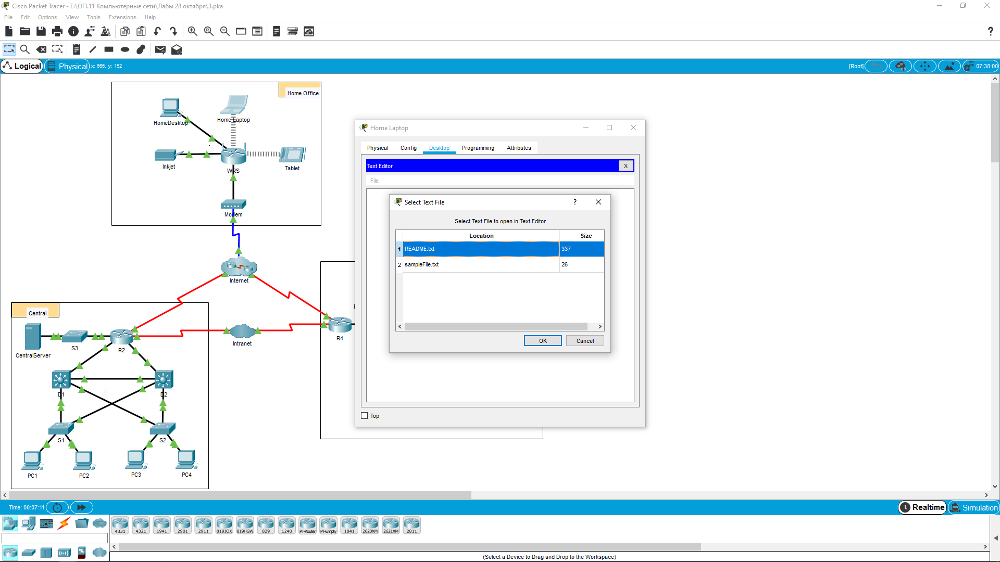 Cisco Packet Tracer - E:\ОП.11 Компьютерные сети\Лабы 28 октября\3.pka
File Edit Options View Tools Extensions Help
?
Logical Physical x: 666, y: 152 [Root] 07:38:00
Home Office
HomeDesktop
Home Laptop
Inkjet
WRS
Tablet
Modem
Internet
Central
CentralServer
S3
R2
Intranet
R4
D1
D2
S1
S2
PC1
PC2
PC3
PC4
Home Laptop
Physical Config Desktop Programming Attributes
Text Editor X
File
Select Text File ?
Select Text File to open in Text Editor
Location Size
1 README.txt 337
2 sampleFile.txt 26
OK Cancel
Top
Time: 00:07:11 Realtime Simulation
4331 4321 1941 2901 2911 819IOX 819HGW 829 1240 PT-Router PT-Empty 1841 2620XM 2621XM 2811
(Select a Device to Drag and Drop to the Workspace)